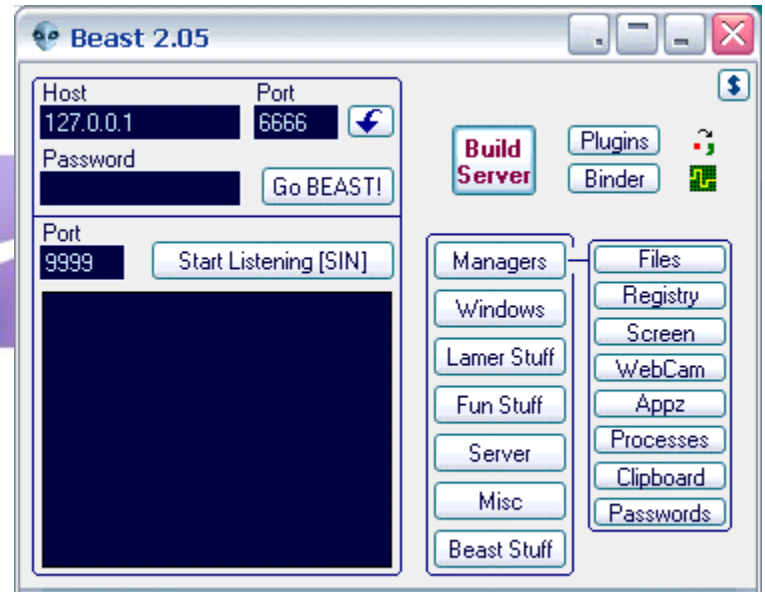 Beast 2.05
Host Port
127.0.0.1 6666
Password
Go BEAST!
Port
9999 Start Listening [SIN]
$
Build
Server
Plugins
Binder
Managers
Windows
Lamer Stuff
Fun Stuff
Server
Misc
Beast Stuff
Files
Registry
Screen
WebCam
Appz
Processes
Clipboard
Passwords